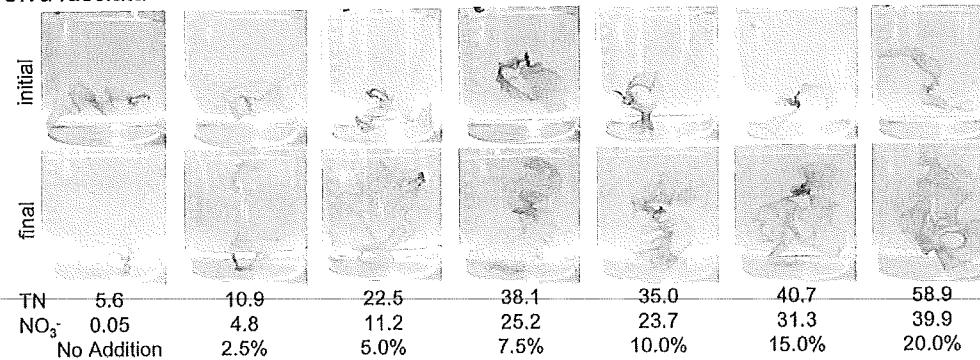 initial
final
TN 5.6 10.9 22.5 38.1 35.0 40.7 58.9
NO₃⁻ 0.05 4.8 11.2 25.2 23.7 31.3 39.9
No Addition 2.5% 5.0% 7.5% 10.0% 15.0% 20.0%